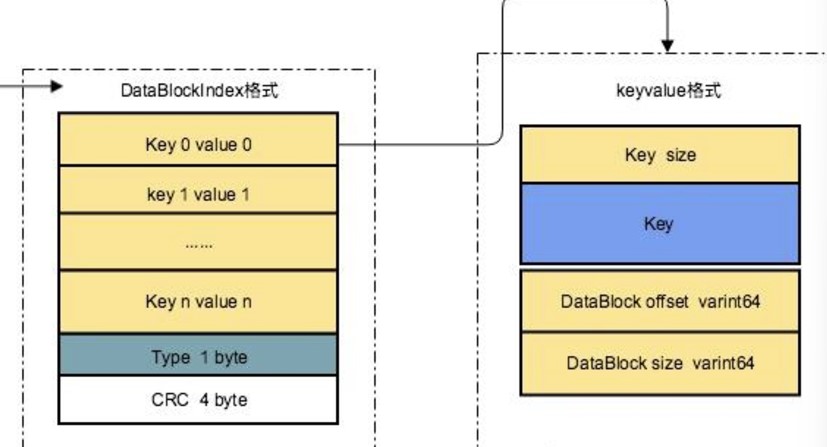 DataBlockIndex格式
Key 0 value 0
key 1 value 1
......
Key n value n
Type 1 byte
CRC 4 byte
keyvalue格式
Key size
Key
DataBlock offset varint64
DataBlock size varint64